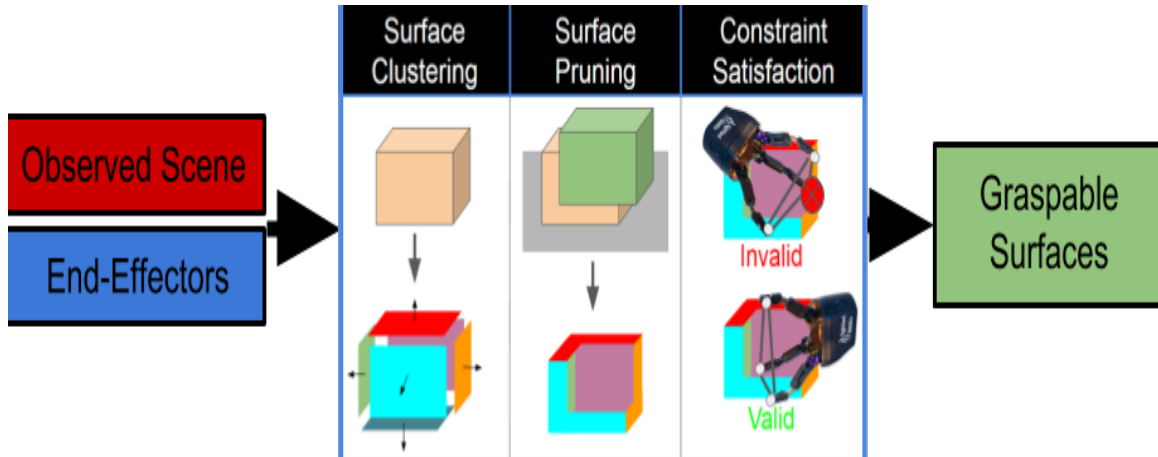 Observed Scene
End-Effectors
Surface
Clustering
Surface
Pruning
Constraint
Satisfaction
Invalid
Valid
Graspable
Surfaces